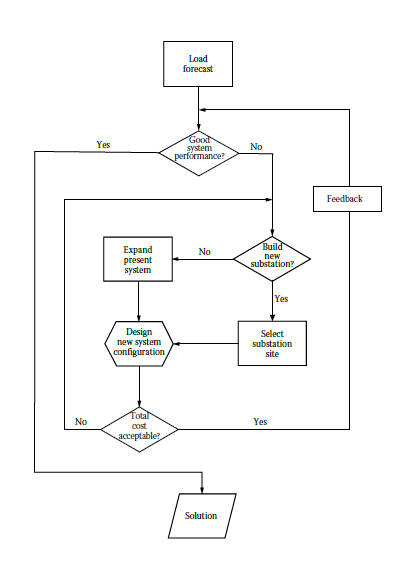 Load
forecast
Good
system
performance?
Yes
No
Feedback
Build
new
substation?
No
Expand
present
system
Yes
Select
substation
site
Design
new system
configuration
Total
cost
acceptable?
No
Yes
Solution